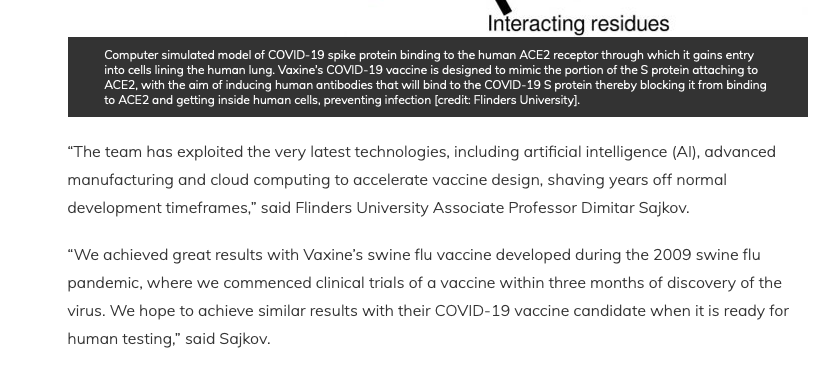 Interacting residues
Computer simulated model of COVID-19 spike protein binding to the human ACE2 receptor through which it gains entry
into cells lining the human lung. Vaxine's COVID-19 vaccine is designed to mimic the portion of the S protein attaching to
ACE2, with the aim of inducing human antibodies that will bind to the COVID-19 S protein thereby blocking it from binding
to ACE2 and getting inside human cells, preventing infection [credit: Flinders University].
“The team has exploited the very latest technologies, including artificial intelligence (AI), advanced
manufacturing and cloud computing to accelerate vaccine design, shaving years off normal
development timeframes,” said Flinders University Associate Professor Dimitar Sajkov.
“We achieved great results with Vaxine’s swine flu vaccine developed during the 2009 swine flu
pandemic, where we commenced clinical trials of a vaccine within three months of discovery of the
virus. We hope to achieve similar results with their COVID-19 vaccine candidate when it is ready for
human testing,” said Sajkov.